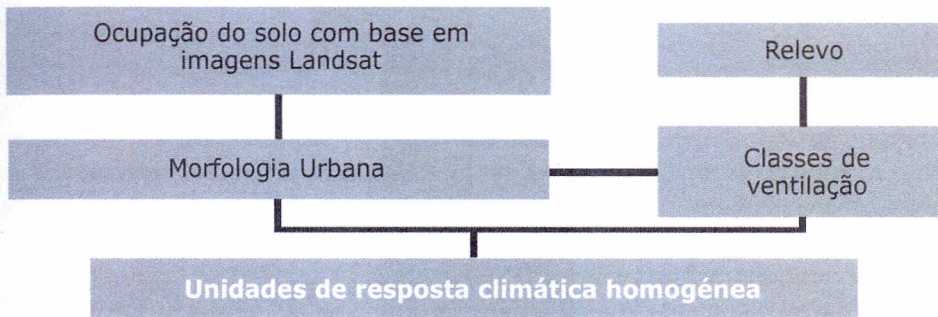 Ocupação do solo com base em
imagens Landsat
Relevo
Morfologia Urbana
Classes de
ventilação
Unidades de resposta climática homogénea